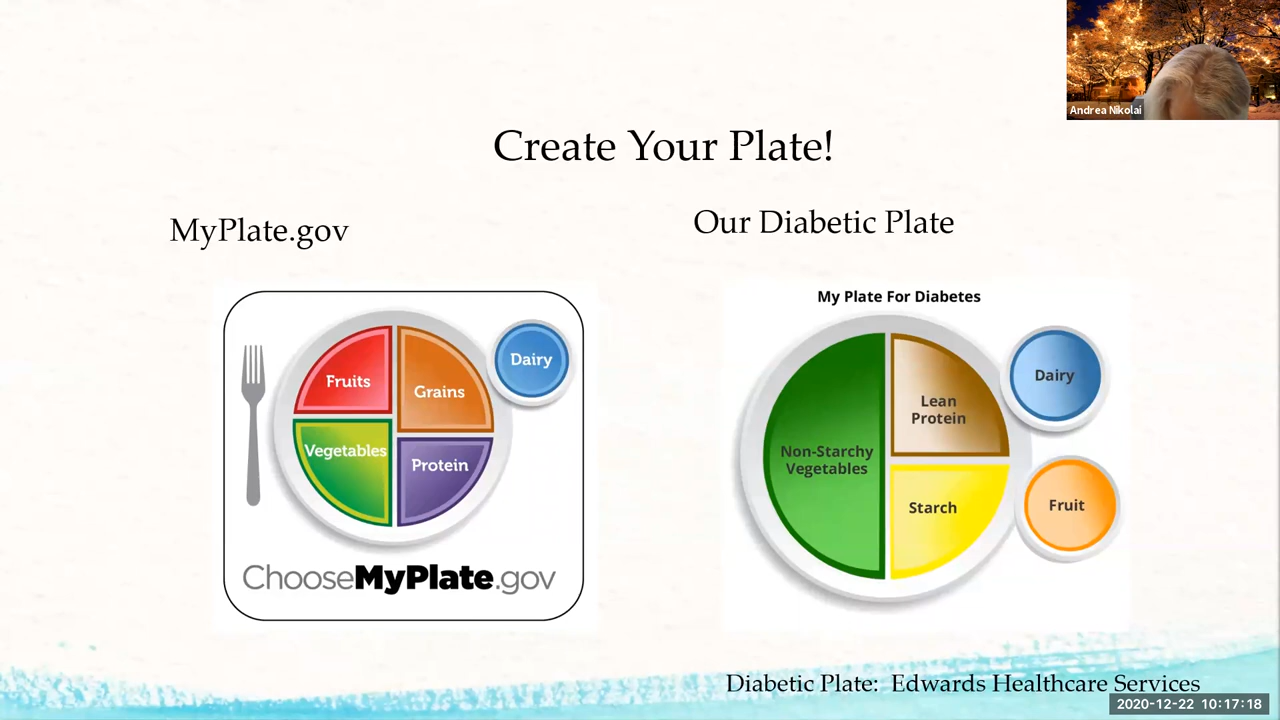 Andrea Nikolai
Create Your Plate!
MyPlate.gov
Our Diabetic Plate
Fruits
Grains
Dairy
Vegetables
Protein
ChooseMyPlate.gov
My Plate For Diabetes
Non-Starchy
Vegetables
Lean
Protein
Starch
Dairy
Fruit
Diabetic Plate: Edwards Healthcare Services
2020-12-22 10:17:18